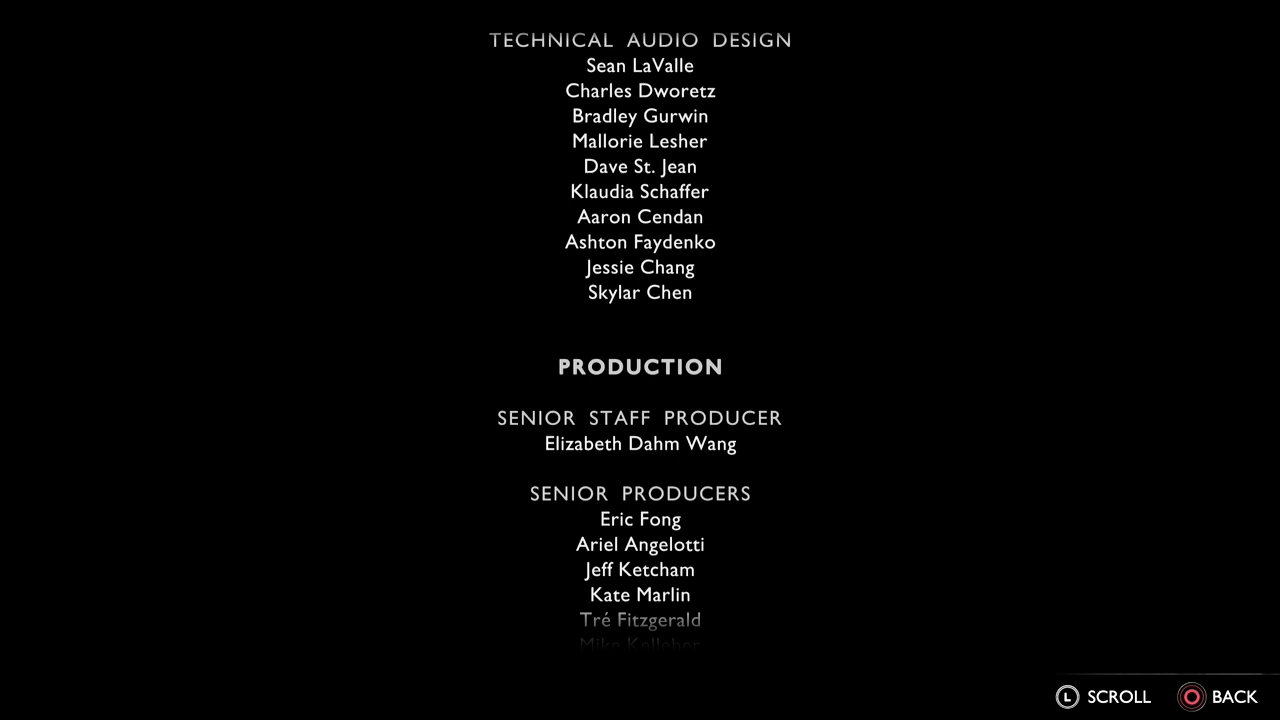 TECHNICAL AUDIO DESIGN
Sean LaValle
Charles Dworetz
Bradley Gurwin
Mallorie Lesher
Dave St. Jean
Klaudia Schaffer
Aaron Cendan
Ashton Faydenko
Jessie Chang
Skylar Chen
PRODUCTION
SENIOR STAFF PRODUCER
Elizabeth Dahm Wang
SENIOR PRODUCERS
Eric Fong
Ariel Angelotti
Jeff Ketcham
Kate Marlin
Tré Fitzgerald
Mike Kelleher
L SCROLL BACK